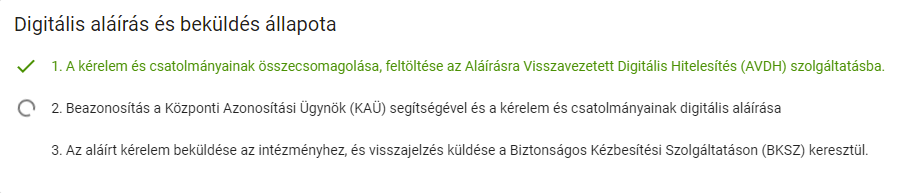 Digitális aláírás és beküldés állapota
1. A kérelem és csatolmányainak összecsomagolása, feltöltése az Aláírásra Visszavezetett Digitális Hitelesítés (AVDH) szolgáltatásba.
2. Beazonosítás a Központi Azonosítási Ügynök (KAÜ) segítségével és a kérelem és csatolmányainak digitális aláírása
3. Az aláírt kérelem beküldése az intézményhez, és visszajelzés küldése a Biztonságos Kézbesítési Szolgáltatáson (BKSZ) keresztül.